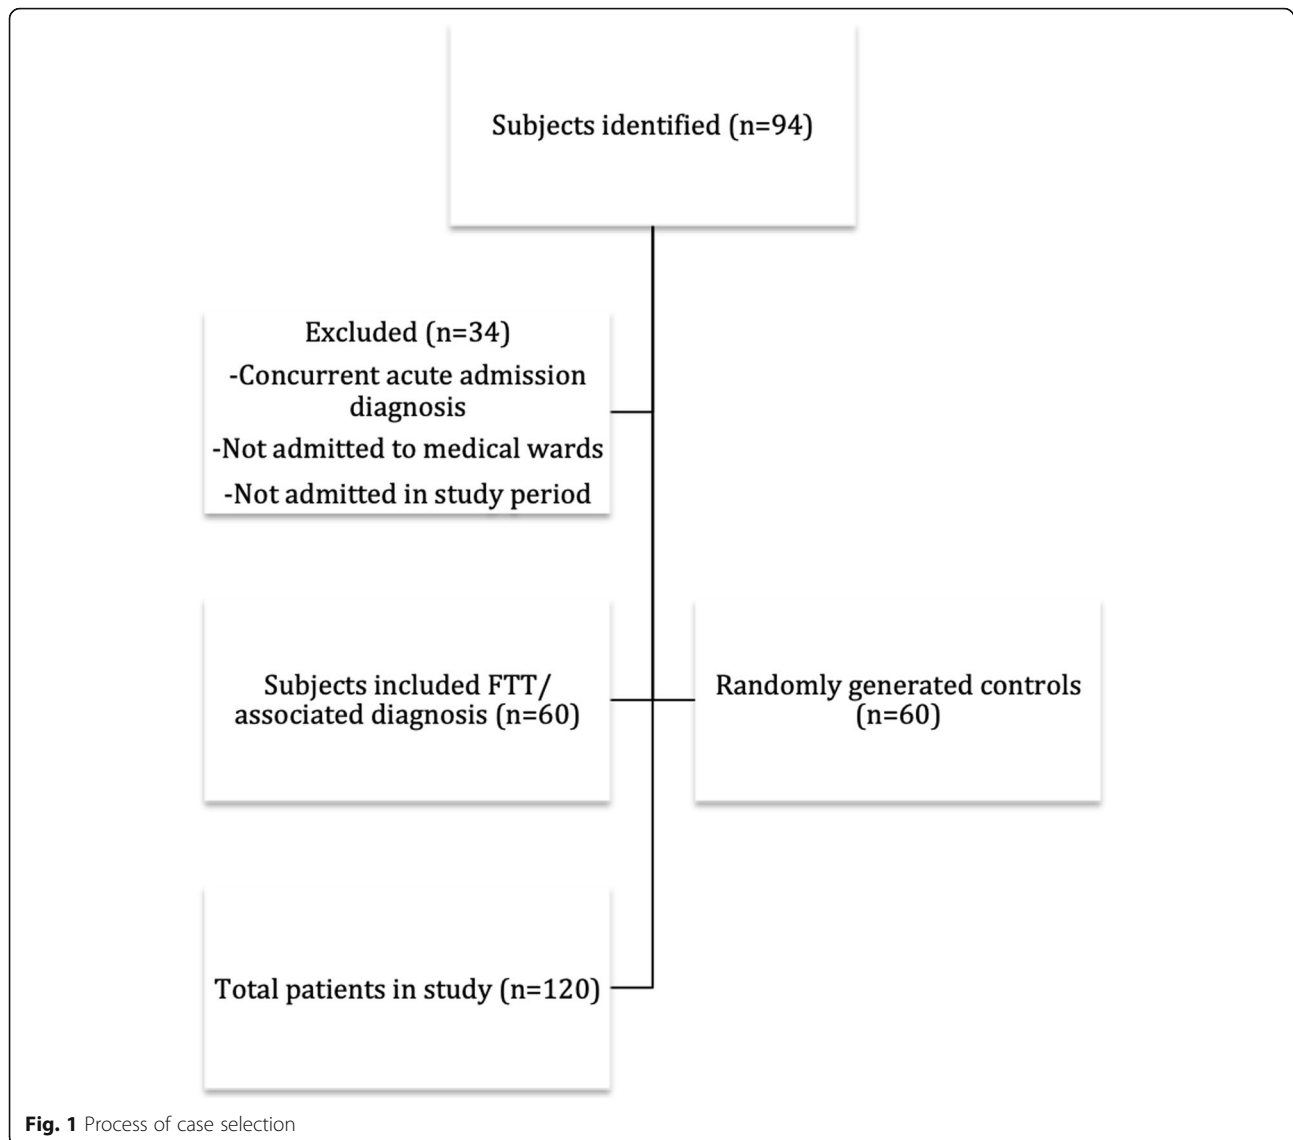 Subjects identified (n=94)
Excluded (n=34)
-Concurrent acute admission
diagnosis
-Not admitted to medical wards
-Not admitted in study period
Subjects included FTT/
associated diagnosis (n=60)
Randomly generated controls
(n=60)
Total patients in study (n=120)
Fig. 1 Process of case selection